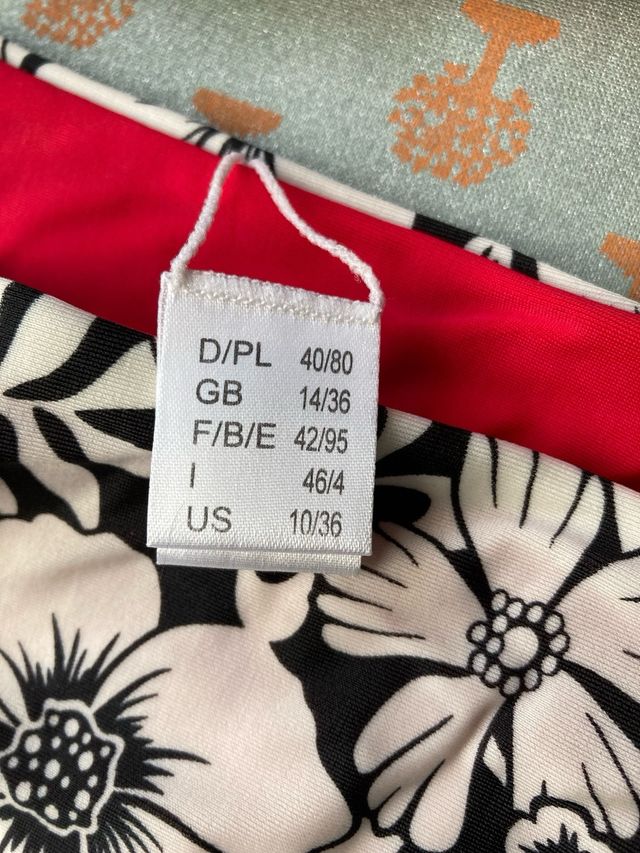 D/PL 40/80
GB 14/36
F/B/E 42/95
I 46/4
US 10/36